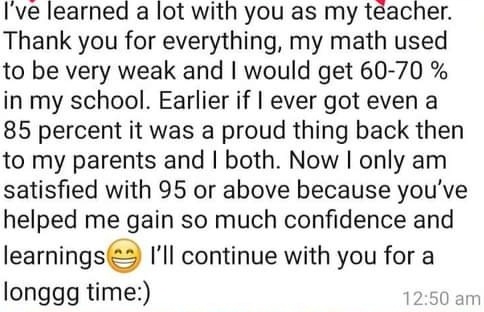 I've learned a lot with you as my teacher.
Thank you for everything, my math used
to be very weak and I would get 60-70 %
in my school. Earlier if I ever got even a
85 percent it was a proud thing back then
to my parents and I both. Now I only am
satisfied with 95 or above because you've
helped me gain so much confidence and
learnings😁 I'll continue with you for a
longgg time:)
12:50 am